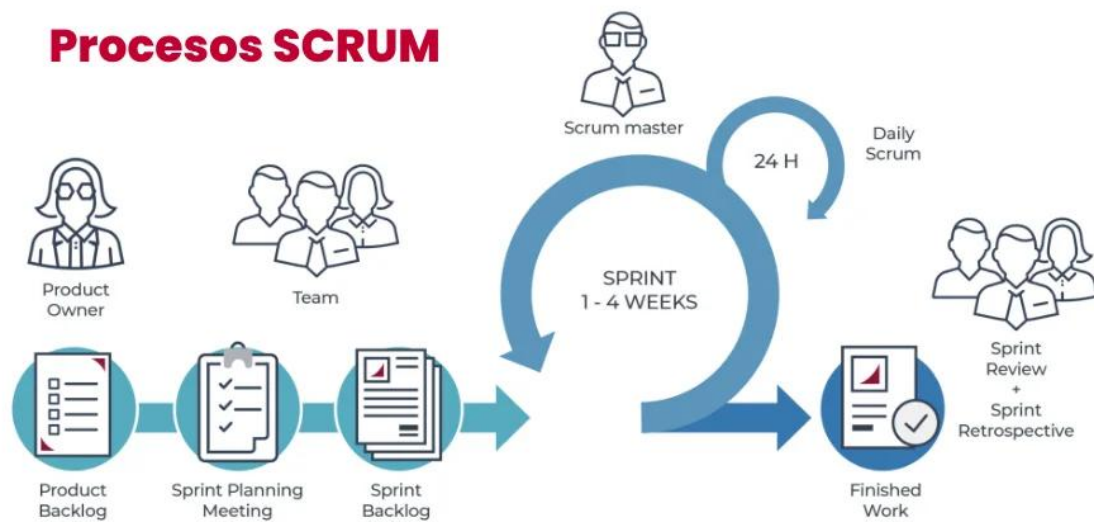 Procesos SCRUM
Scrum master
24 H
Daily
Scrum
Product
Owner
Team
SPRINT
1 - 4 WEEKS
Sprint
Review
+
Sprint
Retrospective
Product
Backlog
Sprint Planning
Meeting
Sprint
Backlog
Finished
Work